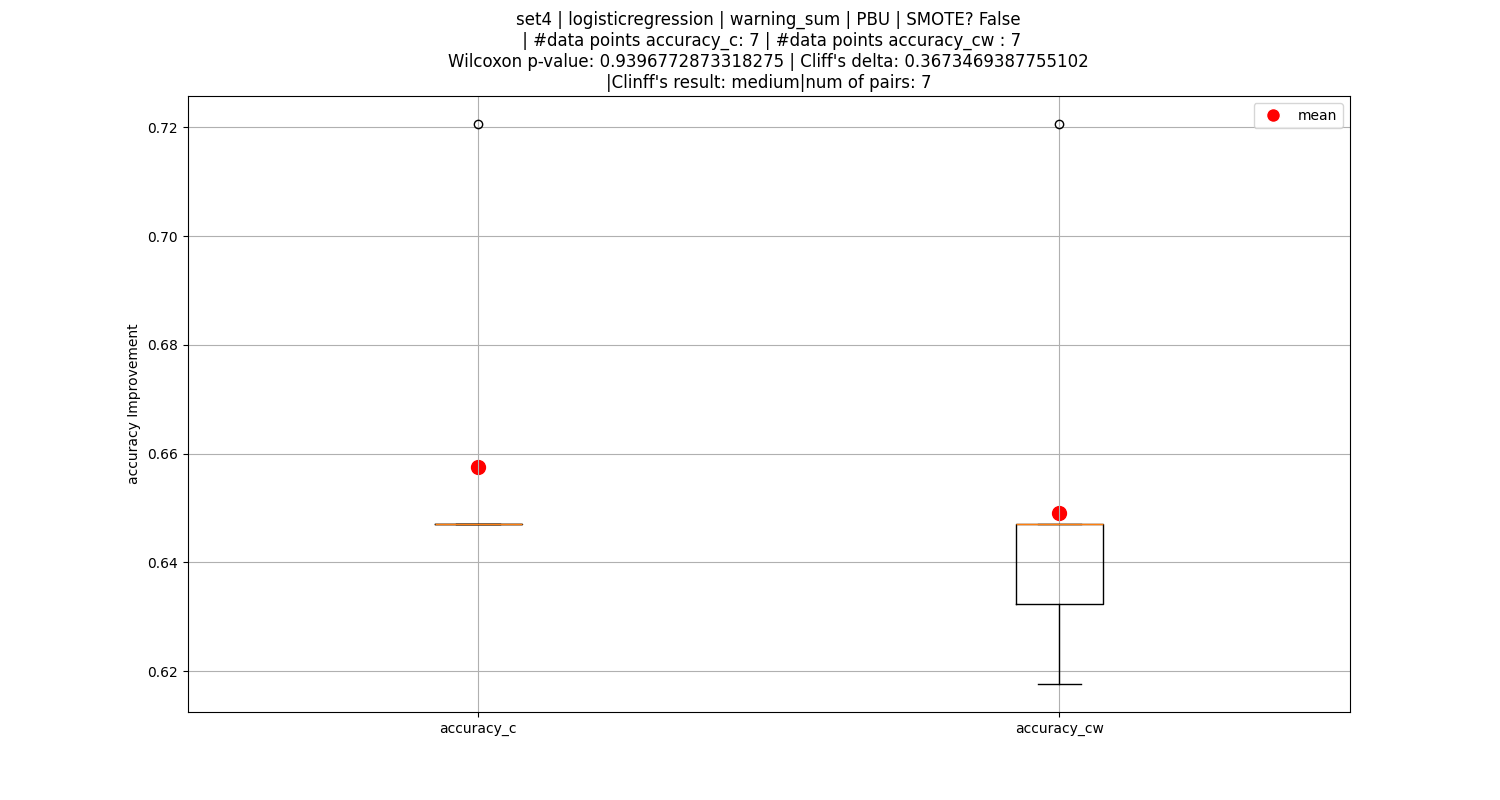 set4 | logisticregression | warning_sum | PBU | SMOTE? False
| #data points accuracy_c: 7 | #data points accuracy_cw : 7
Wilcoxon p-value: 0.9396772873318275 | Cliff's delta: 0.3673469387755102
|Clinff's result: medium|num of pairs: 7
mean
0.72
0.70
0.68
0.66
0.64
0.62
accuracy Improvement
accuracy_c
accuracy_cw